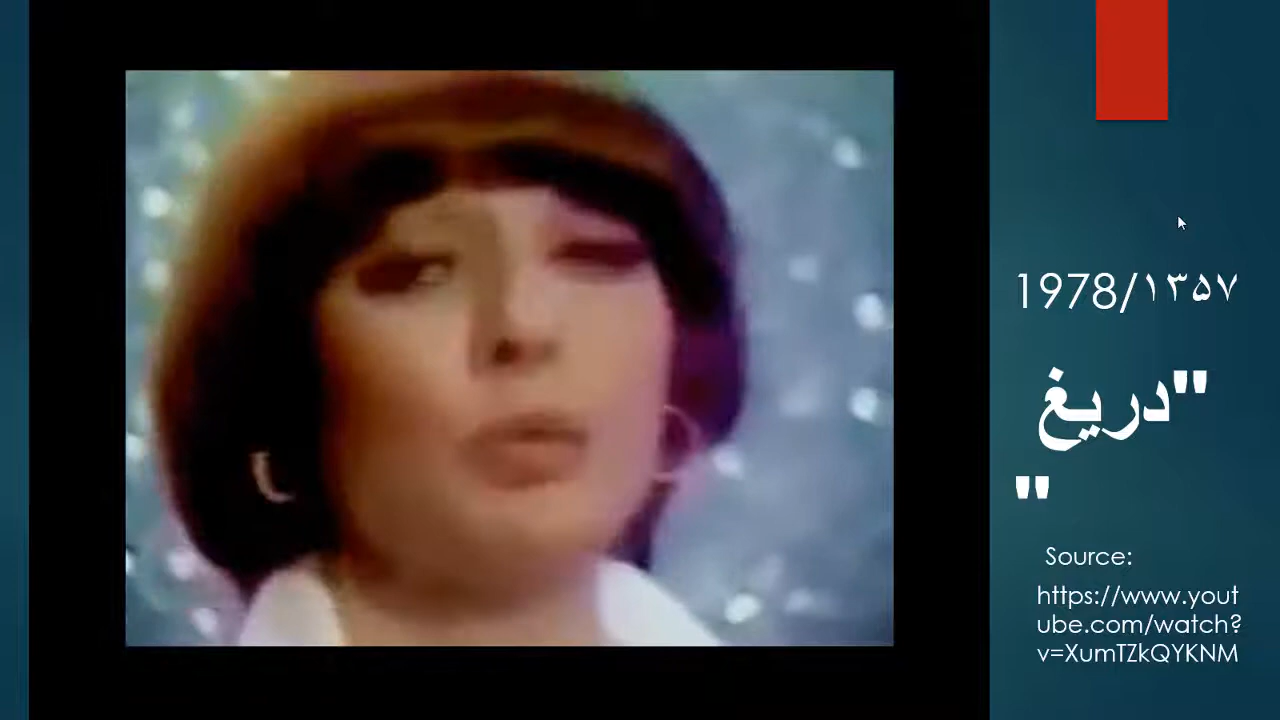 1978/۱۳۵۷
"دریغ
"
Source:
https://www.yout
ube.com/watch?
v=XumTZkQYKNM